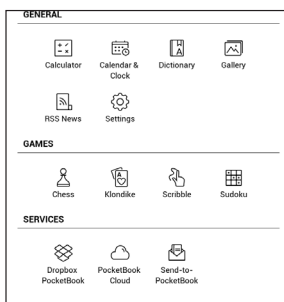 GENERAL
Calculator
Calendar &
Clock
Dictionary
Gallery
RSS News
Settings
GAMES
Chess
Klondike
Scribble
Sudoku
SERVICES
Dropbox
PocketBook
PocketBook
Cloud
Send-to-
PocketBook